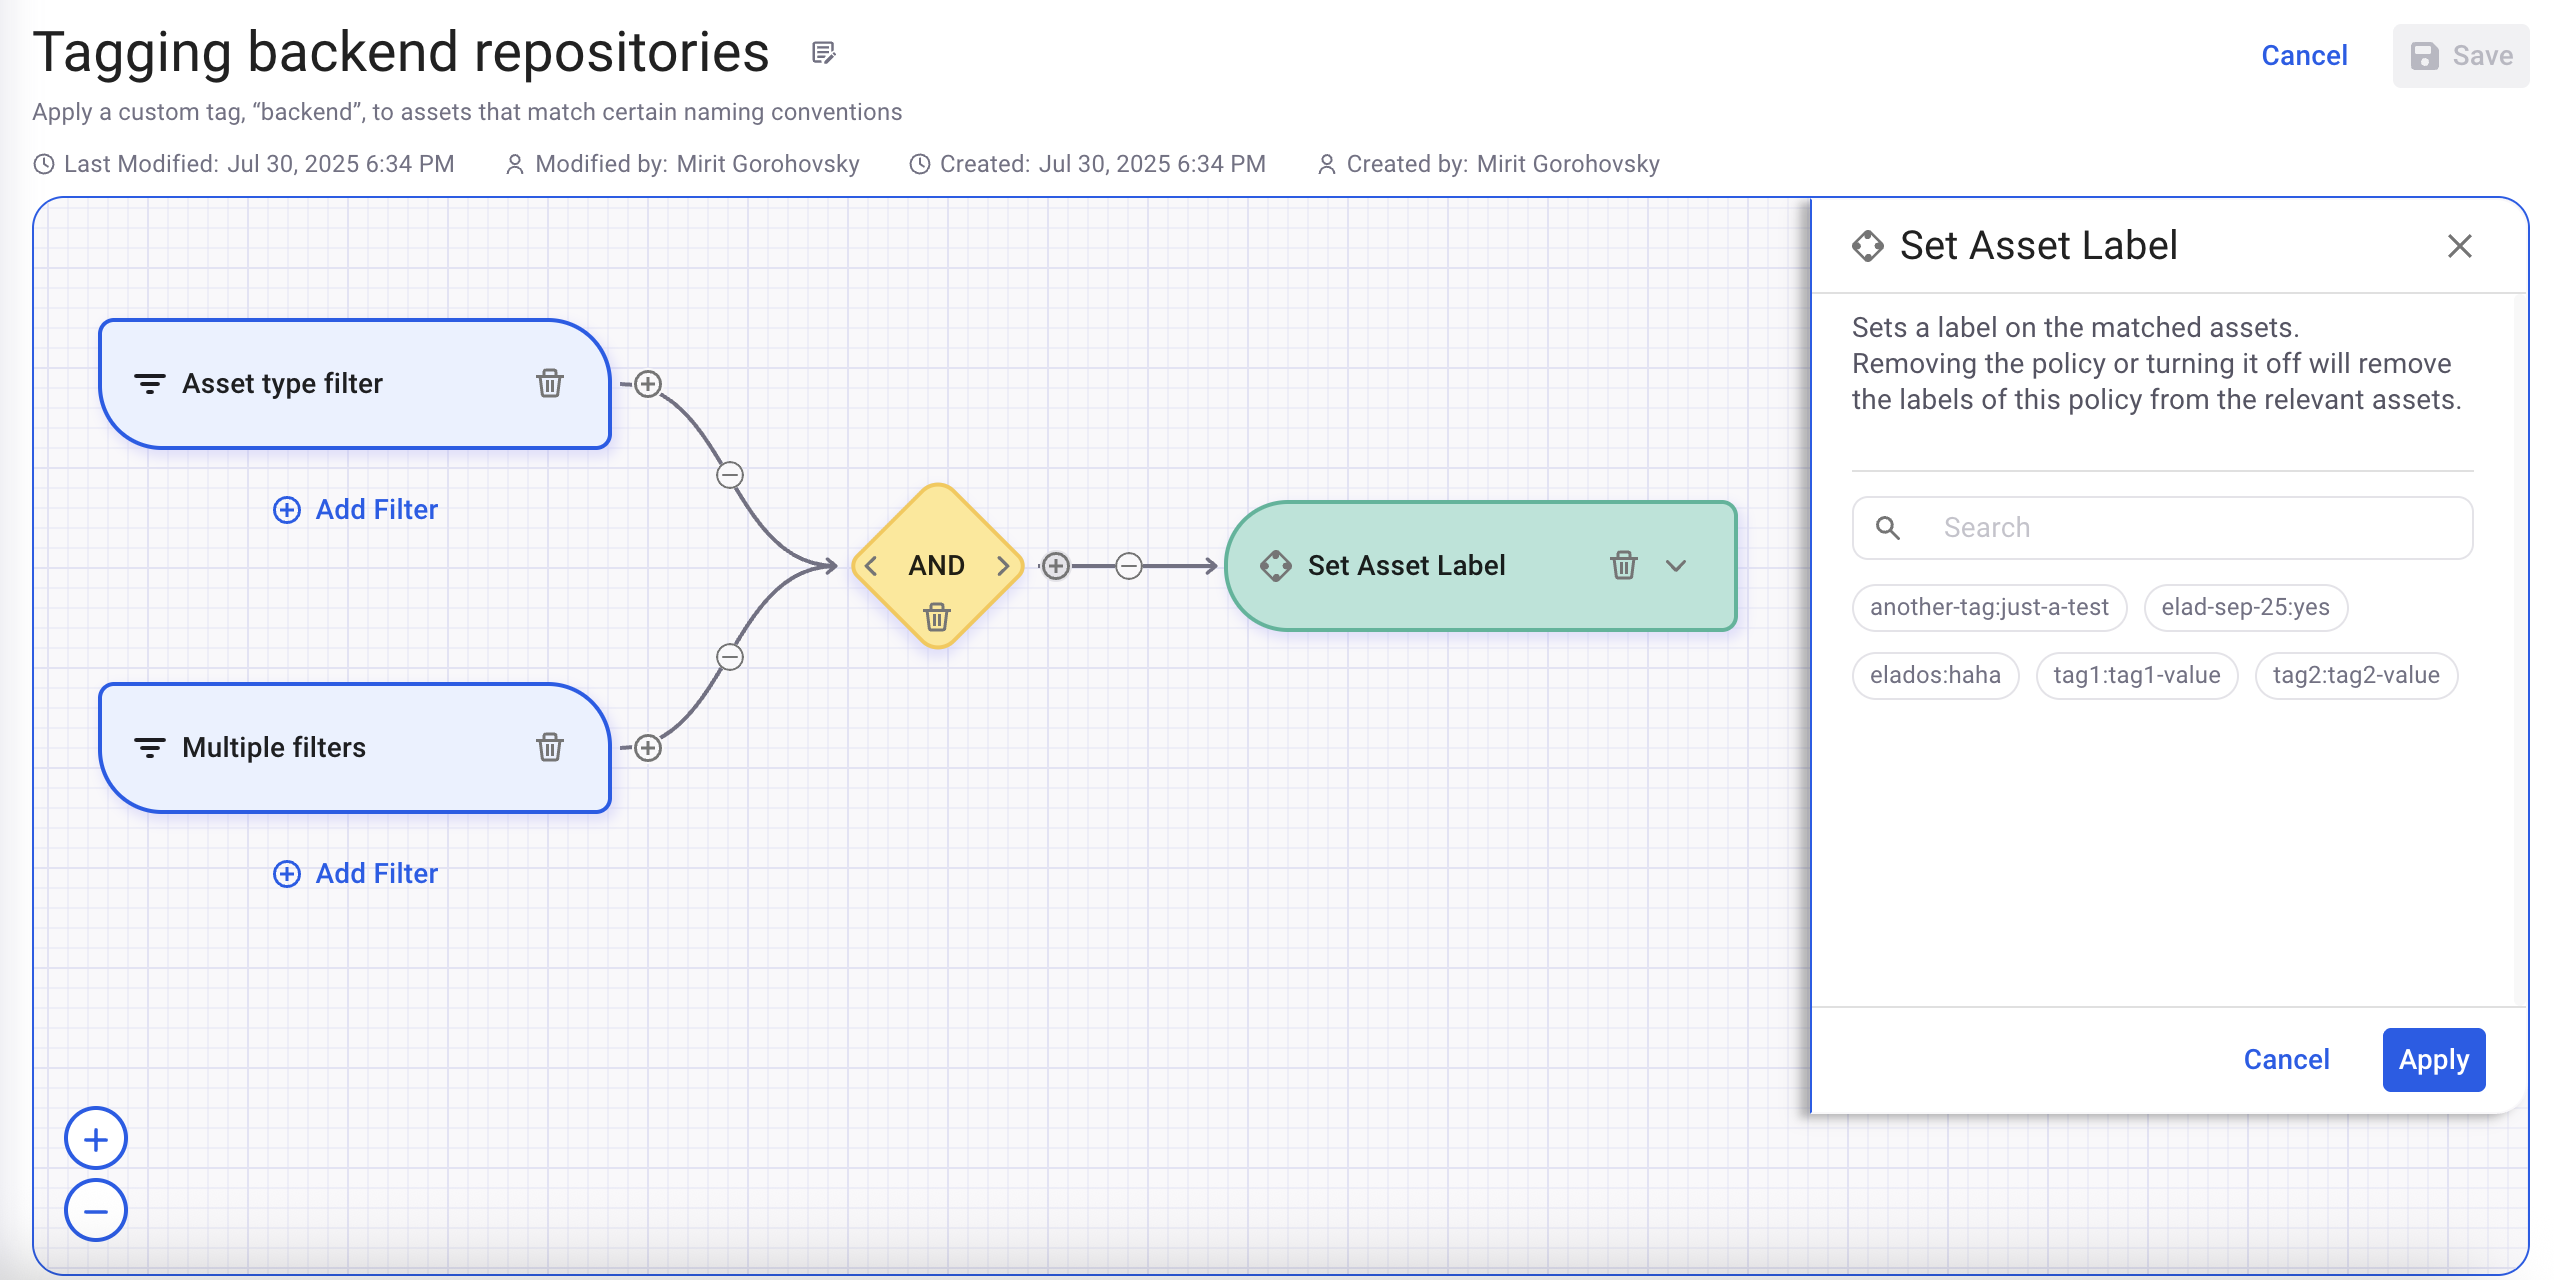 Tagging backend repositories
Cancel
Save
Apply a custom tag, “backend”, to assets that match certain naming conventions
Last Modified: Jul 30, 2025 6:34 PM
Modified by: Mirit Gorohovsky
Created: Jul 30, 2025 6:34 PM
Created by: Mirit Gorohovsky
Asset type filter
Add Filter
Multiple filters
Add Filter
AND
Set Asset Label
Set Asset Label
Sets a label on the matched assets.
Removing the policy or turning it off will remove
the labels of this policy from the relevant assets.
Search
another-tag:just-a-test
elad-sep-25:yes
elados:haha
tag1:tag1-value
tag2:tag2-value
Cancel
Apply